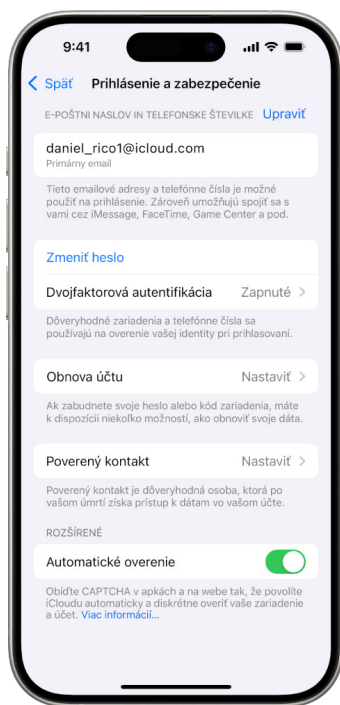 9:41
Späť Prihlásenie a zabezpečenie
E-POŠTNI NASLOV IN TELEFONSKE ŠTEVILKE Upraviť
daniel_rico1@icloud.com
Primárny email
Tieto emailové adresy a telefónne čísla je možné
použiť na prihlásenie. Zároveň umožňujú spojiť sa s
vami cez iMessage, FaceTime, Game Center a pod.
Zmeniť heslo
Dvojfaktorová autentifikácia Zapnuté
Dôveryhodné zariadenia a telefónne čísla sa
používajú na overenie vašej identity pri prihlasovaní.
Obnova účtu Nastaviť
Ak zabudnete svoje heslo alebo kód zariadenia, máte
k dispozícii niekoľko možností, ako obnoviť svoje dáta.
Poverený kontakt Nastaviť
Poverený kontakt je dôveryhodná osoba, ktorá po
vašom úmrtí získa prístup k dátam vo vašom účte.
ROZŠÍRENÉ
Automatické overenie
Obíďte CAPTCHA v apkách a na webe tak, že povolíte
iCloudu automaticky a diskrétne overiť vaše zariadenie
a účet. Viac informácií...